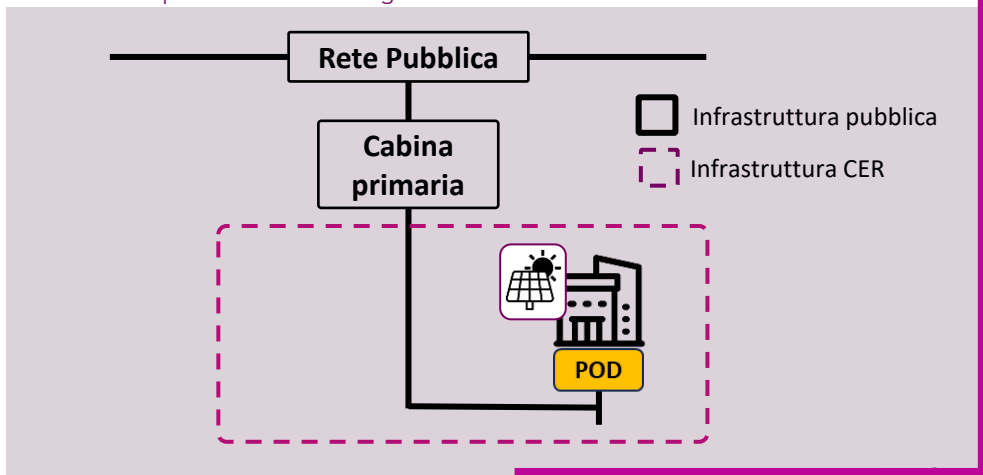 Rete Pubblica
Cabina
primaria
Infrastruttura pubblica
Infrastruttura CER
POD